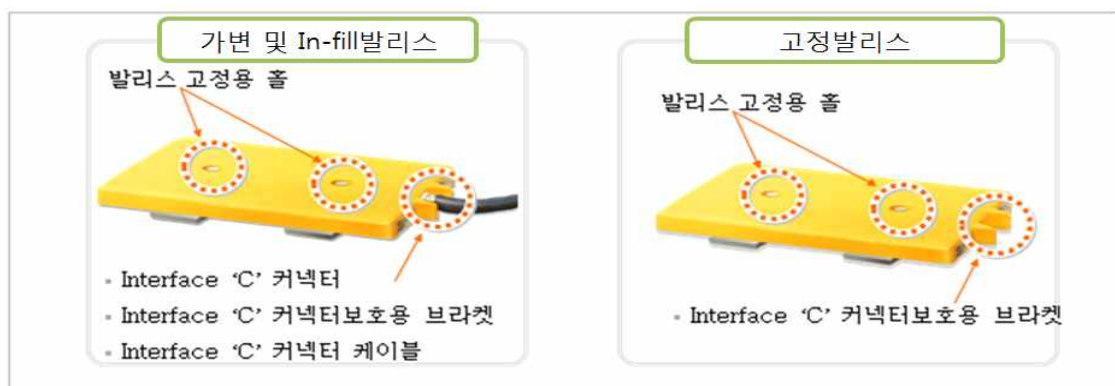 가변 및 In-fill발리스
발리스 고정용 홀
▪ Interface ‘C’ 커넥터
▪ Interface ‘C’ 커넥터보호용 브라켓
▪ Interface ‘C’ 커넥터 케이블
고정발리스
발리스 고정용 홀
▪ Interface ‘C’ 커넥터보호용 브라켓